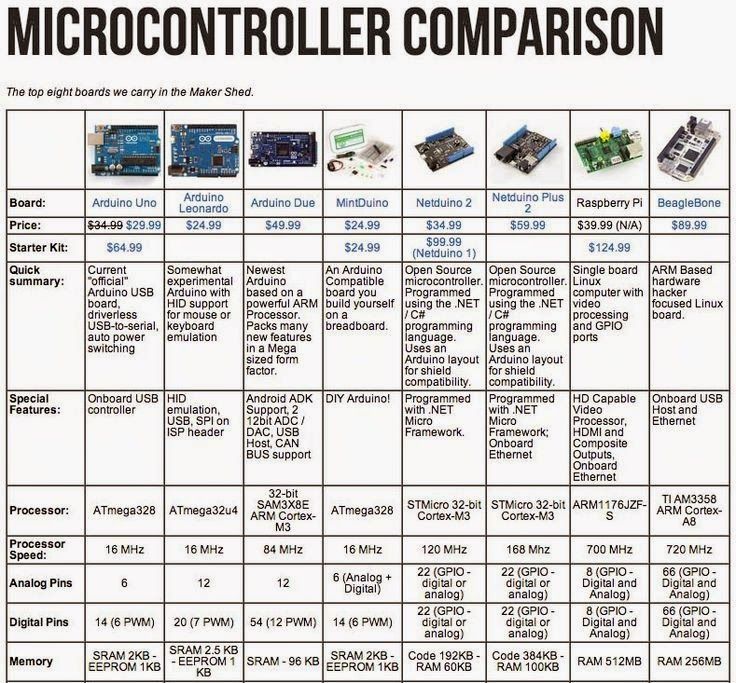 MICROCONTROLLER COMPARISON
The top eight boards we carry in the Maker Shed.
Board: Arduino Uno Arduino Leonardo Arduino Due MintDuino Netduino 2 Netduino Plus 2 Raspberry Pi BeagleBone
Price: $34.99 $29.99 $24.99 $49.99 $24.99 $34.99 $59.99 $39.99 (N/A) $89.99
Starter Kit: $64.99 $24.99 $99.99 (Netduino 1) $124.99
Quick summary:
Current "official" Arduino USB board, driverless USB-to-serial, auto power switching
Somewhat experimental Arduino with HID support for mouse or keyboard emulation
Newest Arduino based on a powerful ARM Processor. Packs many new features in a Mega sized form factor.
An Arduino Compatible board you build yourself on a breadboard.
Open Source microcontroller. Programmed using the .NET / C# programming language. Uses an Arduino layout for shield compatibility.
Open Source microcontroller. Programmed using the .NET / C# programming language. Uses an Arduino layout for shield compatibility.
Single board Linux computer with video processing and GPIO ports
ARM Based hardware hacker focused Linux board.
Special Features:
Onboard USB controller
HID emulation, USB, SPI on ISP header
Android ADK Support, 2 12bit ADC / DAC, USB Host, CAN BUS support
DIY Arduino!
Programmed with .NET Micro Framework.
Programmed with .NET Micro Framework; Onboard Ethernet
HD Capable Video Processor, HDMI and Composite Outputs, Onboard Ethernet
Onboard USB Host and Ethernet
Processor: ATmega328 ATmega32u4 32-bit SAM3X8E ARM Cortex-M3 ATmega328 STMicro 32-bit Cortex-M3 STMicro 32-bit Cortex-M3 ARM1176JZF-S TI AM3358 ARM Cortex-A8
Processor Speed: 16 MHz 16 MHz 84 MHz 16 MHz 120 MHz 168 Mhz 700 MHz 720 MHz
Analog Pins 6 12 12 6 (Analog + Digital) 22 (GPIO - digital or analog) 22 (GPIO - digital or analog) 8 (GPIO - Digital and Analog) 66 (GPIO - Digital and Analog)
Digital Pins 14 (6 PWM) 20 (7 PWM) 54 (12 PWM) 14 (6 PWM) 22 (GPIO - digital or analog) 22 (GPIO - digital or analog) 8 (GPIO - Digital and Analog) 66 (GPIO - Digital and Analog)
Memory SRAM 2KB - EEPROM 1KB SRAM 2.5 KB - EEPROM 1 KB SRAM - 96 KB SRAM 2KB - EEPROM 1KB Code 192KB - RAM 60KB Code 384KB - RAM 100KB RAM 512MB RAM 256MB